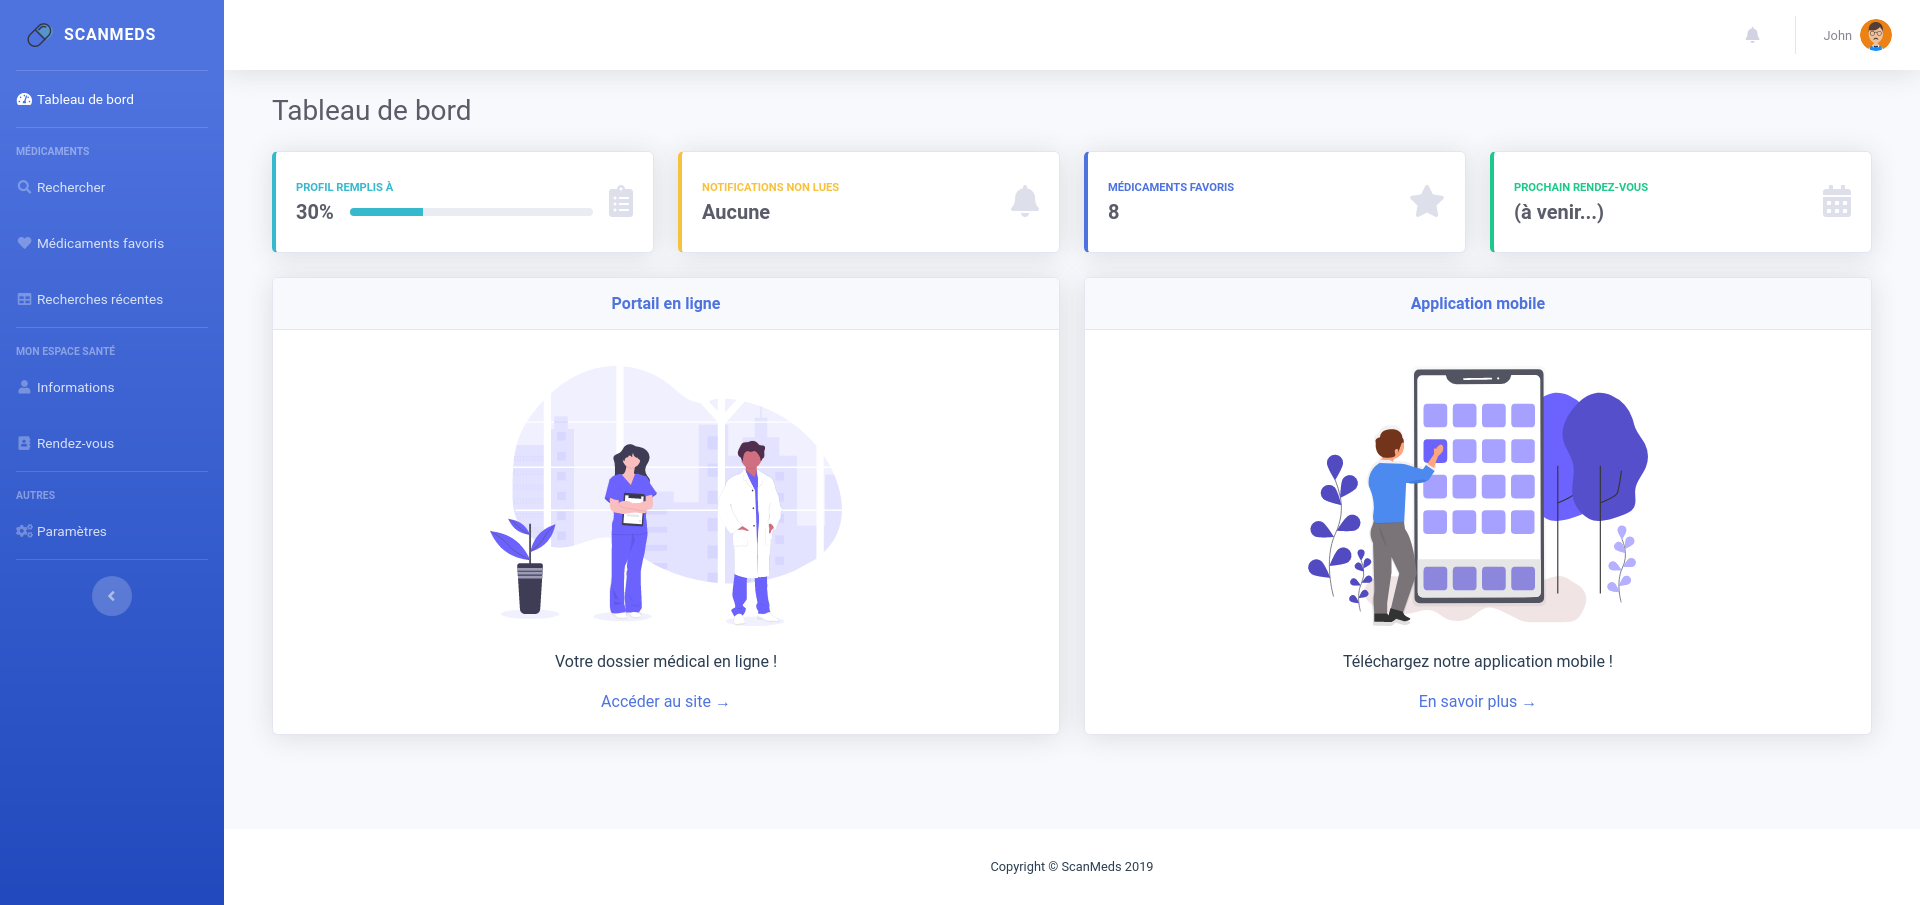 SCANMEDS
John
Tableau de bord
MÉDICAMENTS
Rechercher
Médicaments favoris
Recherches récentes
MON ESPACE SANTÉ
Informations
Rendez-vous
AUTRES
Paramètres
Tableau de bord
PROFIL REMPLIS À
30%
NOTIFICATIONS NON LUES
Aucune
MÉDICAMENTS FAVORIS
8
PROCHAIN RENDEZ-VOUS
(à venir...)
Portail en ligne
Votre dossier médical en ligne !
Accéder au site →
Application mobile
Téléchargez notre application mobile !
En savoir plus →
Copyright © ScanMeds 2019